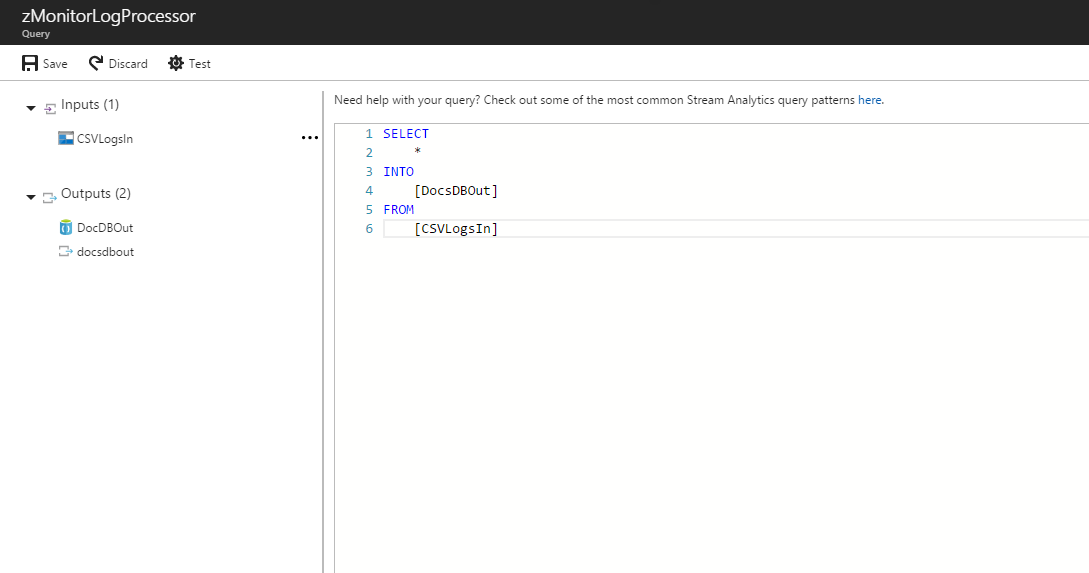 zMonitorLogProcessor
Query
Save Discard Test
Inputs (1)
CSVLogsIn
Outputs (2)
DocDBOut
docsdbout
Need help with your query? Check out some of the most common Stream Analytics query patterns here.
1 SELECT
2 *
3 INTO
4 [DocsDBOut]
5 FROM
6 [CSVLogsIn]